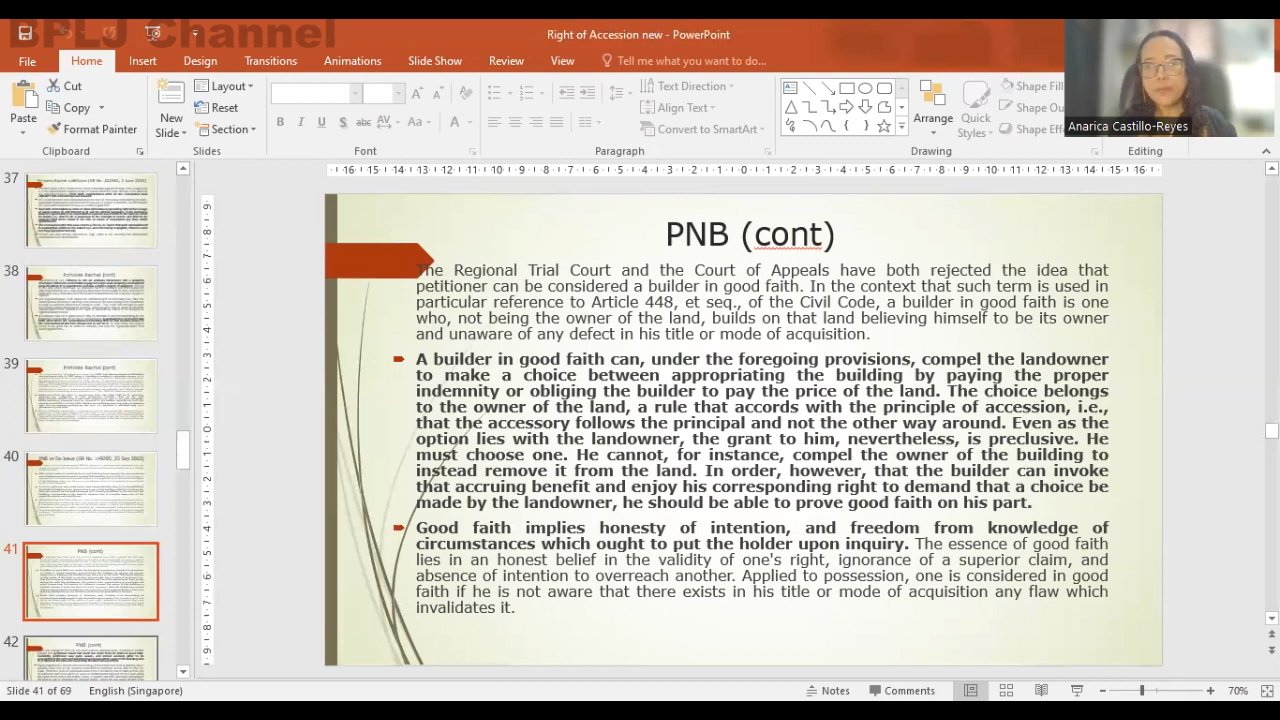 BPLJ Channel
Right of Accession new - PowerPoint
File Home Insert Design Transitions Animations Slide Show Review View Tell me what you want to do...
Cut
Copy
Format Painter
Paste
Clipboard
New
Slide
Layout
Reset
Section
Slides
Font
Text Direction
Align Text
Convert to SmartArt
Paragraph
Arrange
Quick
Styles
Shape Fill
Drawing
Editing
Anarica Castillo-Reyes
37
38
39
40
41
42
PNB (cont)
The Regional Trial Court and the Court of Appeals have both rejected the idea that
petitioner can be considered a builder in good faith. In the context that such term is used in
particular reference to Article 448, et seq., of the Civil Code, a builder in good faith is one
who, not being the owner of the land, builds on that land believing himself to be its owner
and unaware of any defect in his title or mode of acquisition.
A builder in good faith can, under the foregoing provisions, compel the landowner
to make a choice between appropriating the building by paying the proper
indemnity or obliging the builder to pay the price of the land. The choice belongs
to the owner of the land, a rule that accords with the principle of accession, i.e.,
that the accessory follows the principal and not the other way around. Even as the
option lies with the landowner, the grant to him, nevertheless, is preclusive. He
must choose one. He cannot, for instance, compel the owner of the building to
instead remove it from the land. In order, however, that the builder can invoke
that accruing benefit and enjoy his corresponding right to demand that a choice be
made by the landowner, he should be able to prove good faith on his part.
Good faith implies honesty of intention, and freedom from knowledge of
circumstances which ought to put the holder upon inquiry. The essence of good faith
lies in an honest belief in the validity of one's right, ignorance of a superior claim, and
absence of intention to overreach another. Applied to possession, one is considered in good
faith if he is not aware that there exists in his title or mode of acquisition any flaw which
invalidates it.
Slide 41 of 69 English (Singapore) Notes Comments 70%